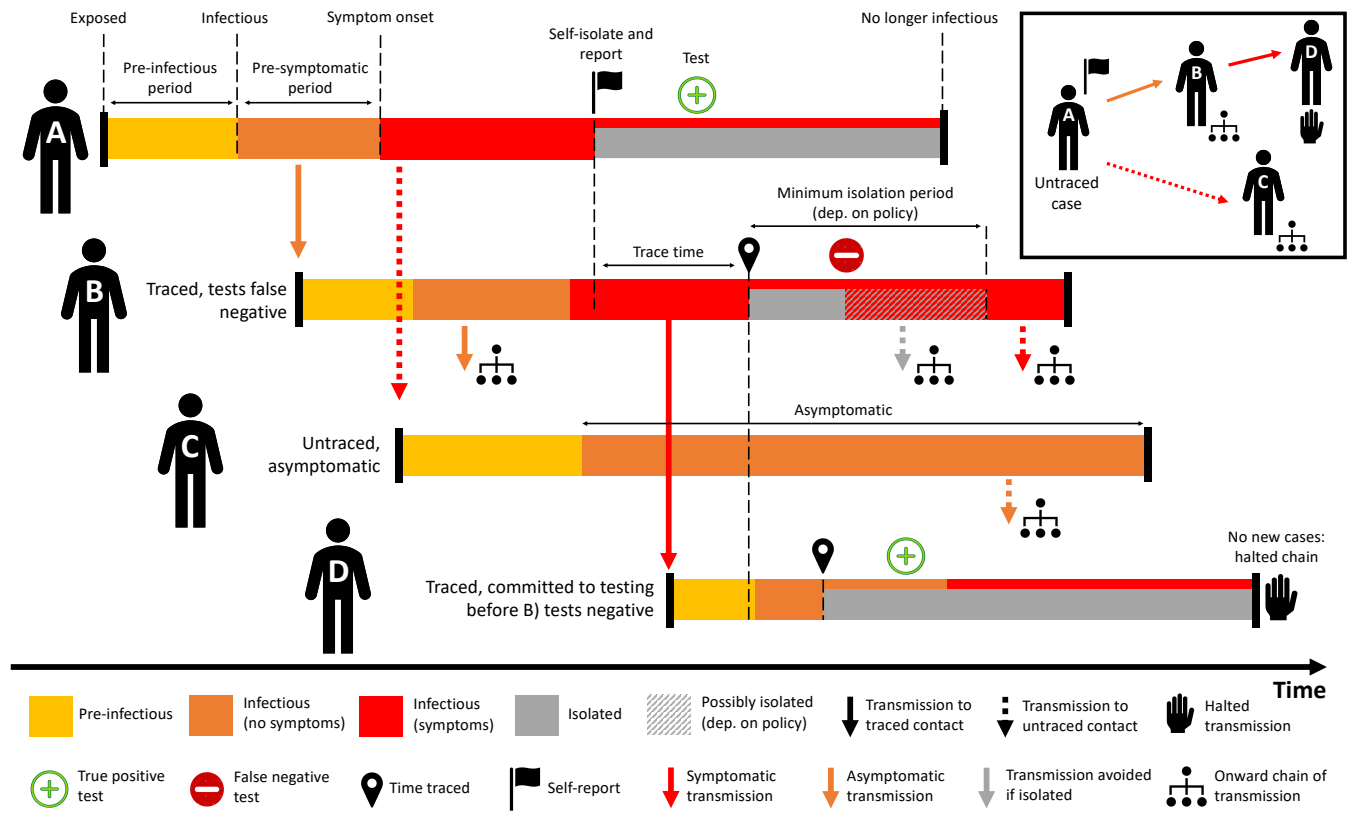 Exposed
Infectious
Symptom onset
No longer infectious
Self-isolate and
report
Test
Pre-infectious
period
Pre-symptomatic
period
A
A
Untraced
case
B
D
C
Minimum isolation period
(dep. on policy)
Trace time
B
Traced, tests false
negative
Asymptomatic
C
Untraced,
asymptomatic
D
Traced, committed to testing
before B) tests negative
No new cases:
halted chain
Time
Pre-infectious
Infectious
(no symptoms)
Infectious
(symptoms)
Isolated
Possibly isolated
(dep. on policy)
Transmission to
traced contact
Transmission to
untraced contact
Halted
transmission
True positive
test
False negative
test
Time traced
Self-report
Symptomatic
transmission
Asymptomatic
transmission
Transmission avoided
if isolated
Onward chain of
transmission